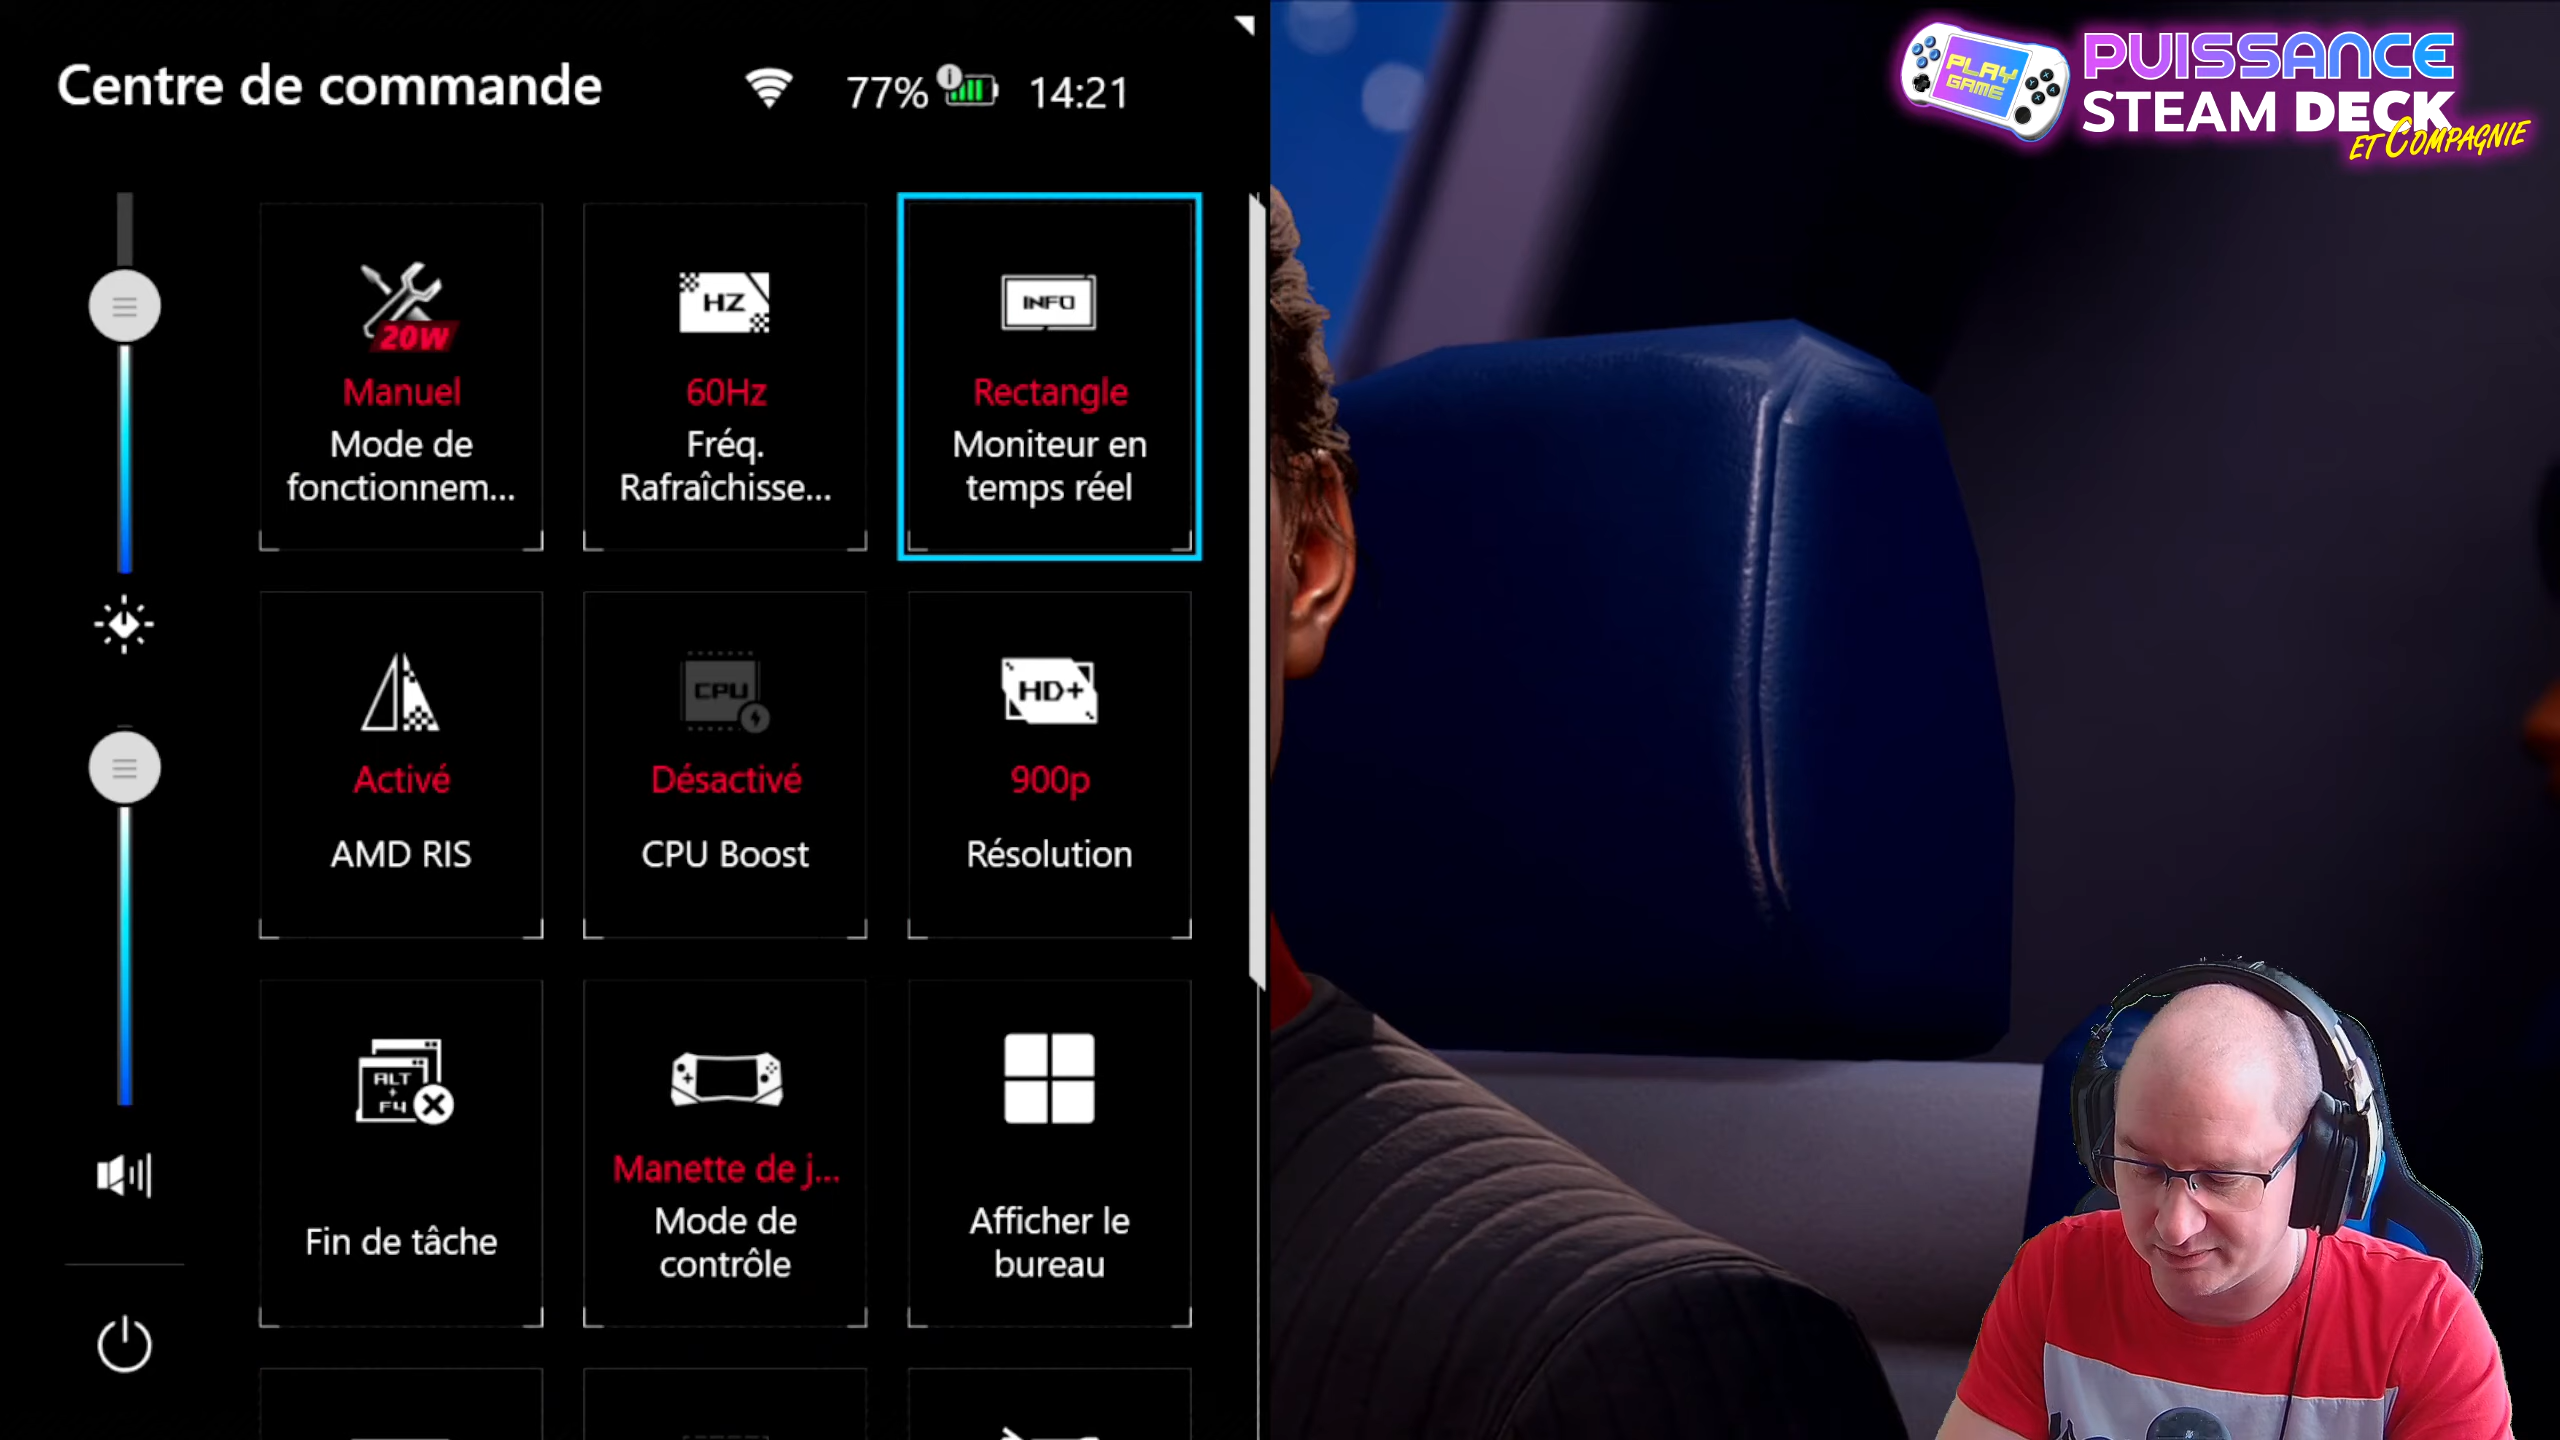 Centre de commande
77%
14:21
PLAY
GAME
PUISSANCE
STEAM DECK
ET COMPAGNIE
20W
Manuel
Mode de
fonctionnem...
HZ
60Hz
Fréq.
Rafraîchisse...
INFO
Rectangle
Moniteur en
temps réel
Activé
AMD RIS
CPU
Désactivé
CPU Boost
HD+
900p
Résolution
ALT
+
F4
Fin de tâche
Manette de j...
Mode de
contrôle
Afficher le
bureau